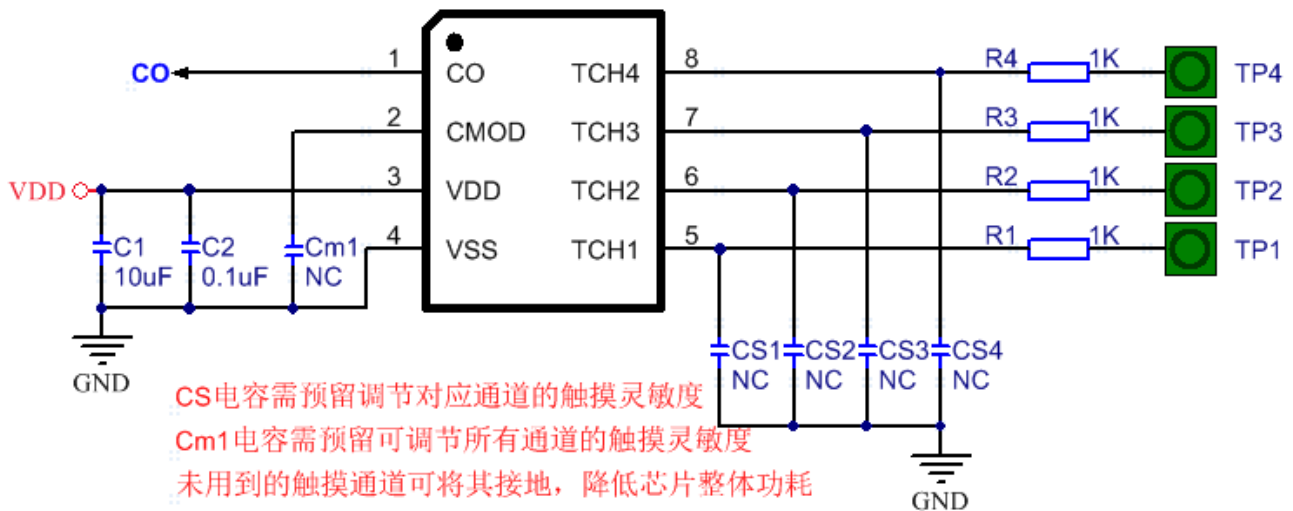 CO 1 CO TCH4 8 R4 1K TP4
2 CMOD TCH3 7 R3 1K TP3
VDD 3 VDD TCH2 6 R2 1K TP2
4 VSS TCH1 5 R1 1K TP1
C1 C2 Cm1
10uF 0.1uF NC
CS1 CS2 CS3 CS4
NC NC NC NC
GND
CS电容需预留调节对应通道的触摸灵敏度
Cm1电容需预留可调节所有通道的触摸灵敏度
未用到的触摸通道可将其接地，降低芯片整体功耗
GND